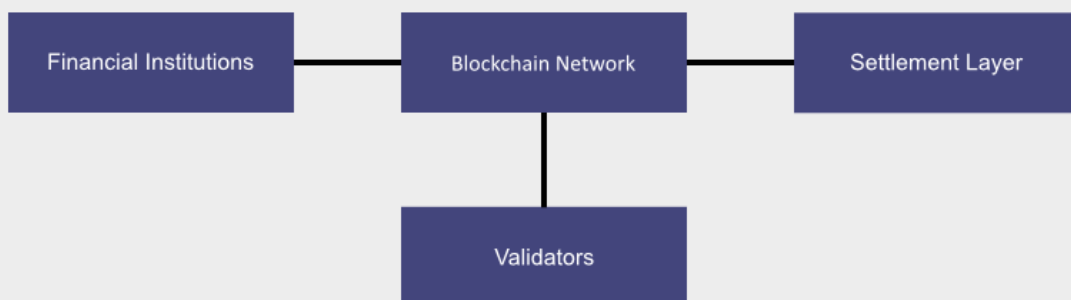 Financial Institutions
Blockchain Network
Settlement Layer
Validators